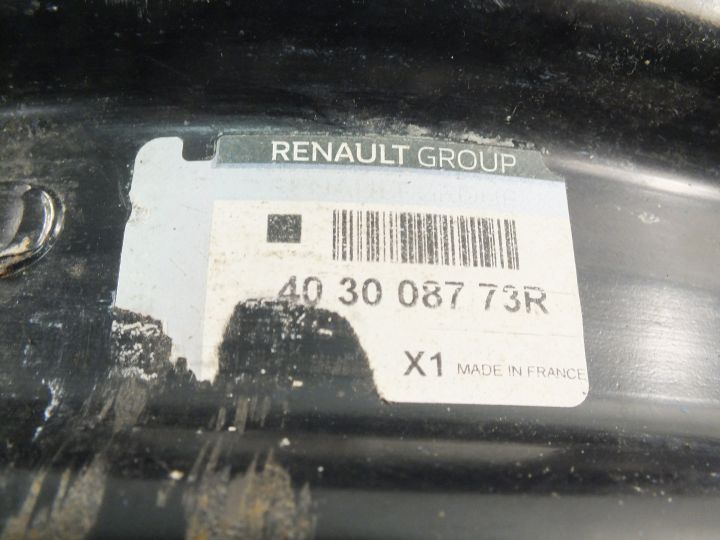 RENAULT GROUP
40 30 087 73R
X1 MADE IN FRANCE